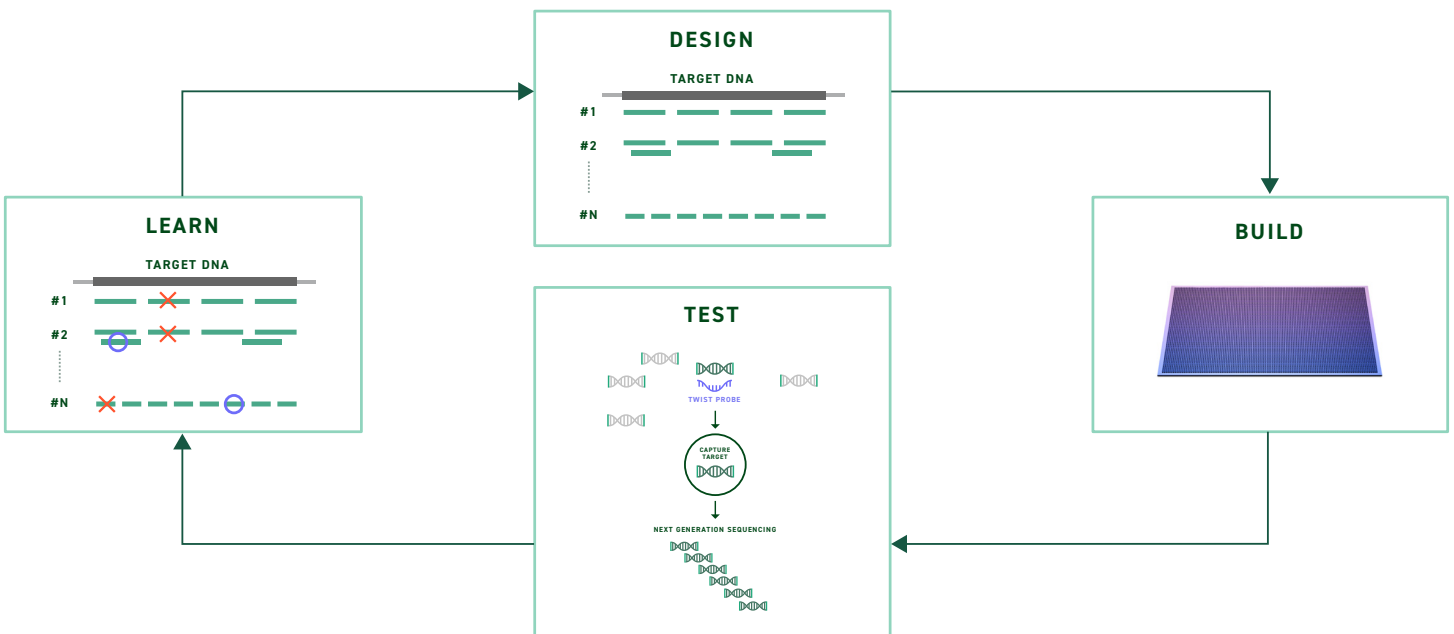 DESIGN
TARGET DNA
#1
#2
#N
LEARN
TARGET DNA
#1
#2
#N
BUILD
TEST
TWIST PROBE
CAPTURE
TARGET
NEXT GENERATION SEQUENCING